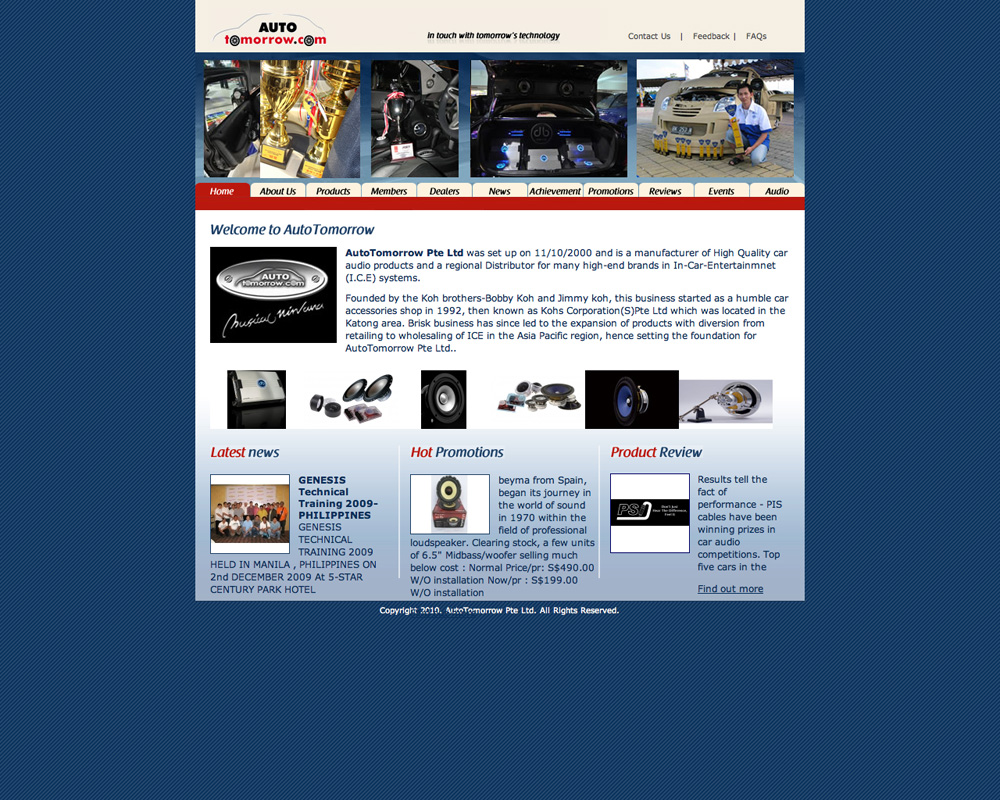 AUTO
tomorrow.com
in touch with tomorrow's technology
Contact Us | Feedback | FAQs
Home About Us Products Members Dealers News Achievement Promotions Reviews Events Audio
Welcome to AutoTomorrow
AUTO
tomorrow.com
musical nirvana
AutoTomorrow Pte Ltd was set up on 11/10/2000 and is a manufacturer of High Quality car
audio products and a regional Distributor for many high-end brands in In-Car-Entertainmnet
(I.C.E) systems.
Founded by the Koh brothers-Bobby Koh and Jimmy koh, this business started as a humble car
accessories shop in 1992, then known as Kohs Corporation(S)Pte Ltd which was located in the
Katong area. Brisk business has since led to the expansion of products with diversion from
retailing to wholesaling of ICE in the Asia Pacific region, hence setting the foundation for
AutoTomorrow Pte Ltd..
Latest news
GENESIS
Technical
Training 2009-
PHILIPPINES
GENESIS
TECHNICAL
TRAINING 2009
HELD IN MANILA , PHILIPPINES ON
2nd DECEMBER 2009 At 5-STAR
CENTURY PARK HOTEL
Hot Promotions
beyma from Spain,
began its journey in
the world of sound
in 1970 within the
field of professional
loudspeaker. Clearing stock, a few units
of 6.5" Midbass/woofer selling much
below cost : Normal Price/pr: S$490.00
W/O installation Now/pr : S$199.00
W/O installation
Product Review
Results tell the
fact of
performance - PIS
cables have been
winning prizes in
car audio
competitions. Top
five cars in the
Find out more
Copyright 2010. AutoTomorrow Pte Ltd. All Rights Reserved.